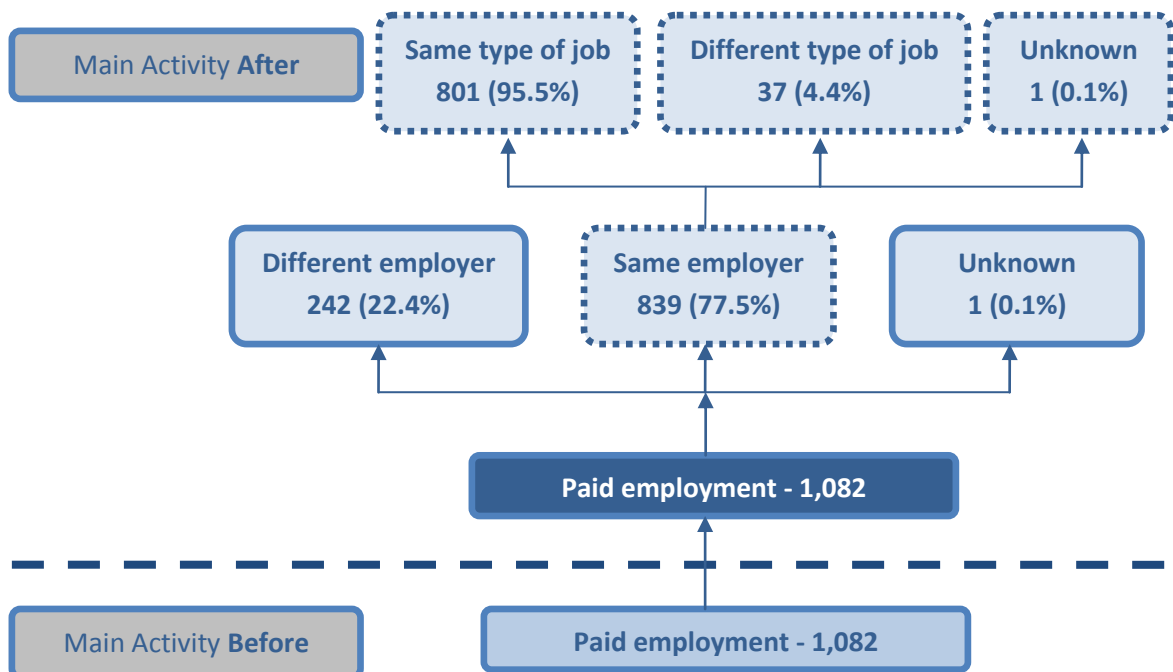 Main Activity After
Same type of job
801 (95.5%)
Different type of job
37 (4.4%)
Unknown
1 (0.1%)
Different employer
242 (22.4%)
Same employer
839 (77.5%)
Unknown
1 (0.1%)
Paid employment - 1,082
Main Activity Before
Paid employment - 1,082